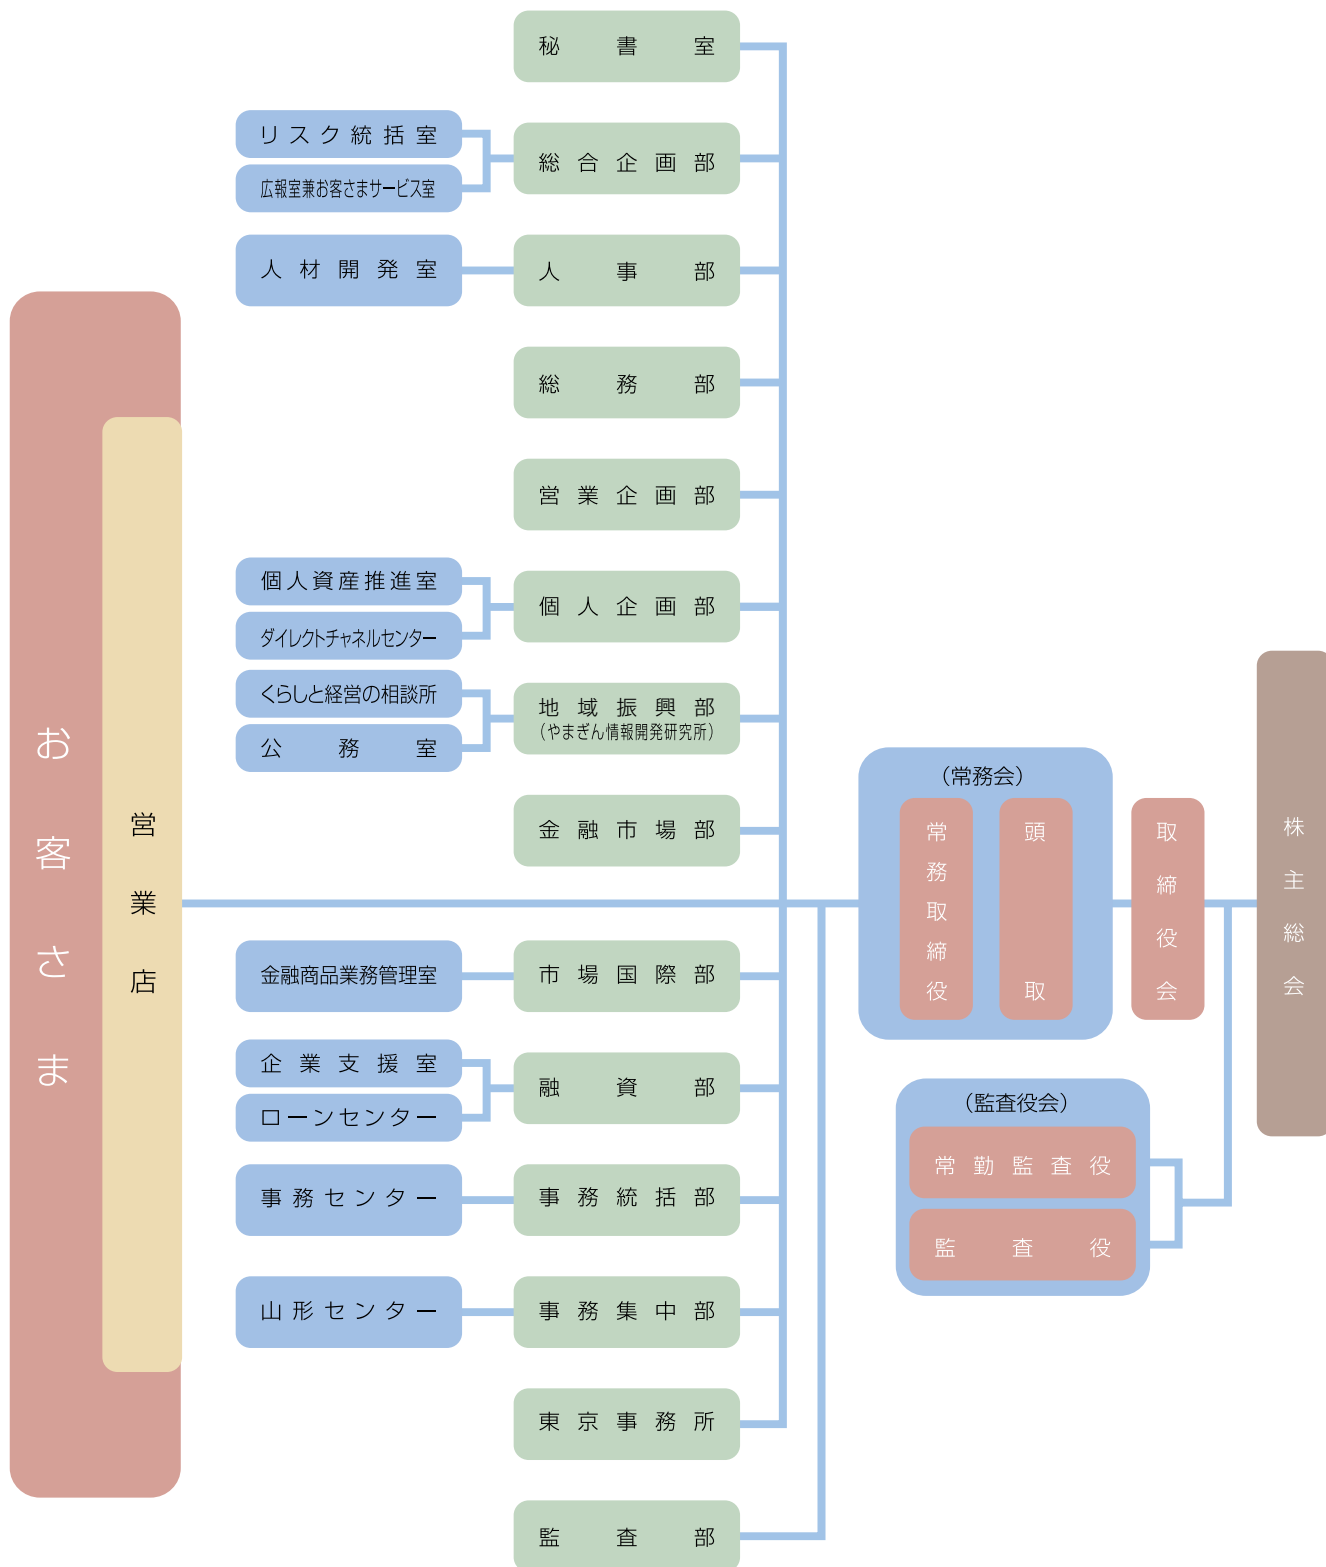 秘書室
リスク統括室
広報室兼お客さまサービス室
総合企画部
人材開発室
人事部
総務部
営業企画部
個人資産推進室
ダイレクトチャネルセンター
個人企画部
くらしと経営の相談所
公務室
地域振興部
（やまぎん情報開発研究所）
金融市場部
お客さま
営業店
（常務会）
常務取締役
頭取
取締役会
株主総会
金融商品業務管理室
市場国際部
企業支援室
ローンセンター
融資部
（監査役会）
常勤監査役
監査役
事務センター
事務統括部
山形センター
事務集中部
東京事務所
監査部